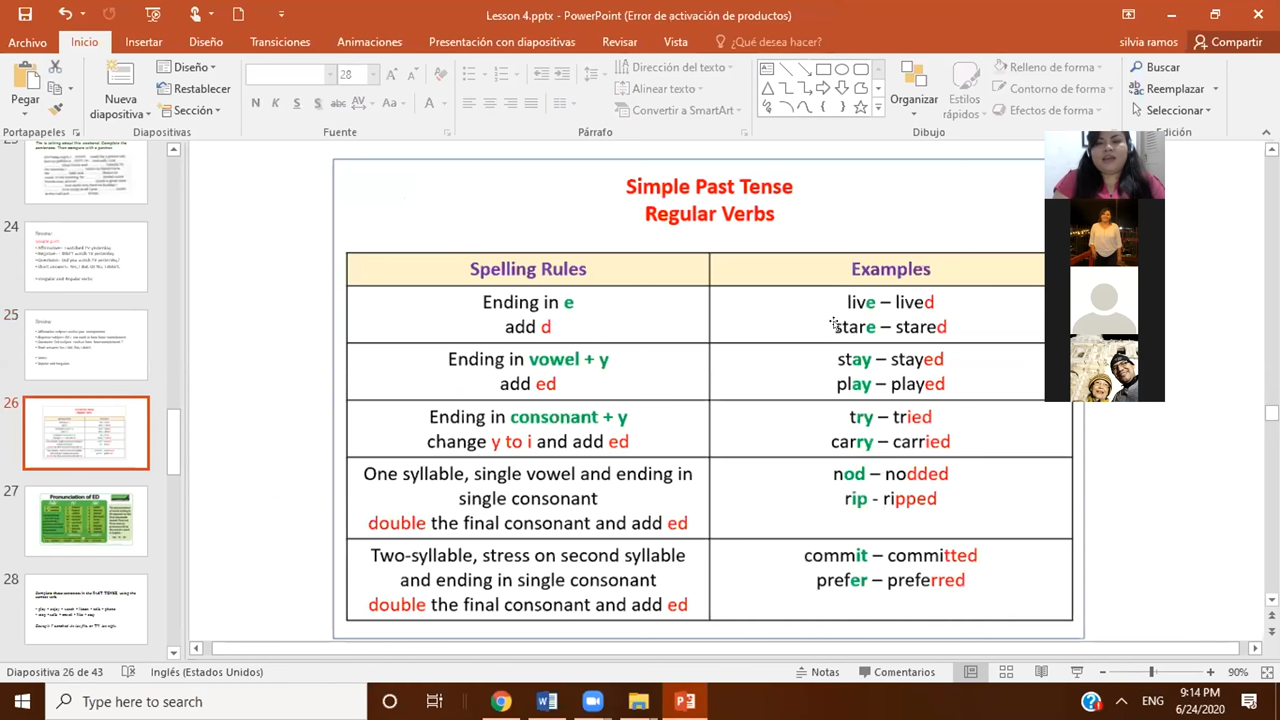 Lesson 4.pptx - PowerPoint (Error de activación de productos)
Archivo Inicio Insertar Diseño Transiciones Animaciones Presentación con diapositivas Revisar Vista ¿Qué desea hacer? silvia ramos Compartir
Pegar
Nueva diapositiva
Diseño
Restablecer
Sección
28
N K S S abc AV Aa A
Dirección del texto
Alinear texto
Convertir a SmartArt
Organizar
Estilos rápidos
Relleno de forma
Contorno de forma
Efectos de forma
Buscar
Reemplazar
Seleccionar
Portapapeles Diapositivas Fuente Párrafo Dibujo Edición
24
25
26
27
Pronunciation of ED
28
Simple Past Tense
Regular Verbs
Spelling Rules Examples
Ending in e
add d
live – lived
stare – stared
Ending in vowel + y
add ed
stay – stayed
play – played
Ending in consonant + y
change y to i and add ed
try – tried
carry – carried
One syllable, single vowel and ending in
single consonant
double the final consonant and add ed
nod – nodded
rip - ripped
Two-syllable, stress on second syllable
and ending in single consonant
double the final consonant and add ed
commit – committed
prefer – preferred
Diapositiva 26 de 43 Inglés (Estados Unidos) Notas Comentarios 90%
Type here to search
ENG
9:14 PM
6/24/2020